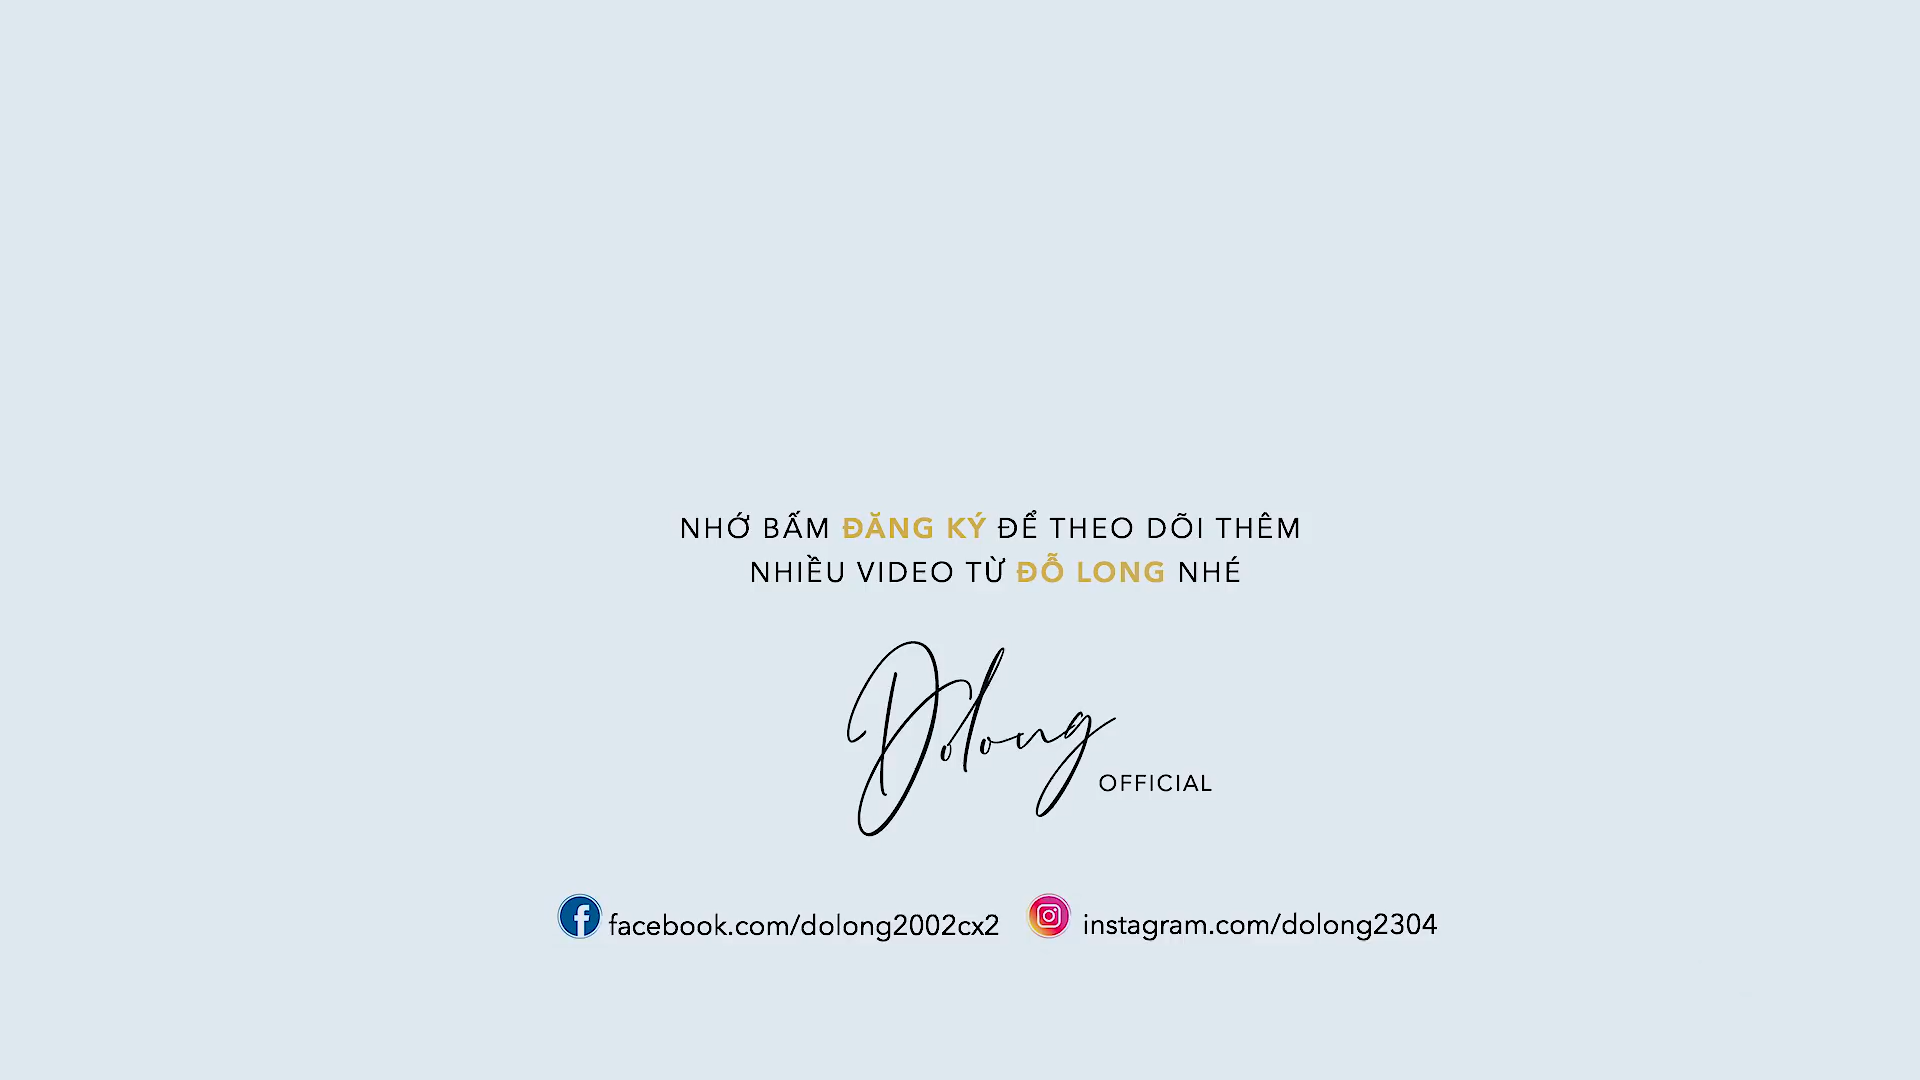 NHỚ BẤM ĐĂNG KÝ ĐỂ THEO DÕI THÊM
NHIỀU VIDEO TỪ ĐỖ LONG NHÉ
Dolong
OFFICIAL
facebook.com/dolong2002cx2 instagram.com/dolong2304